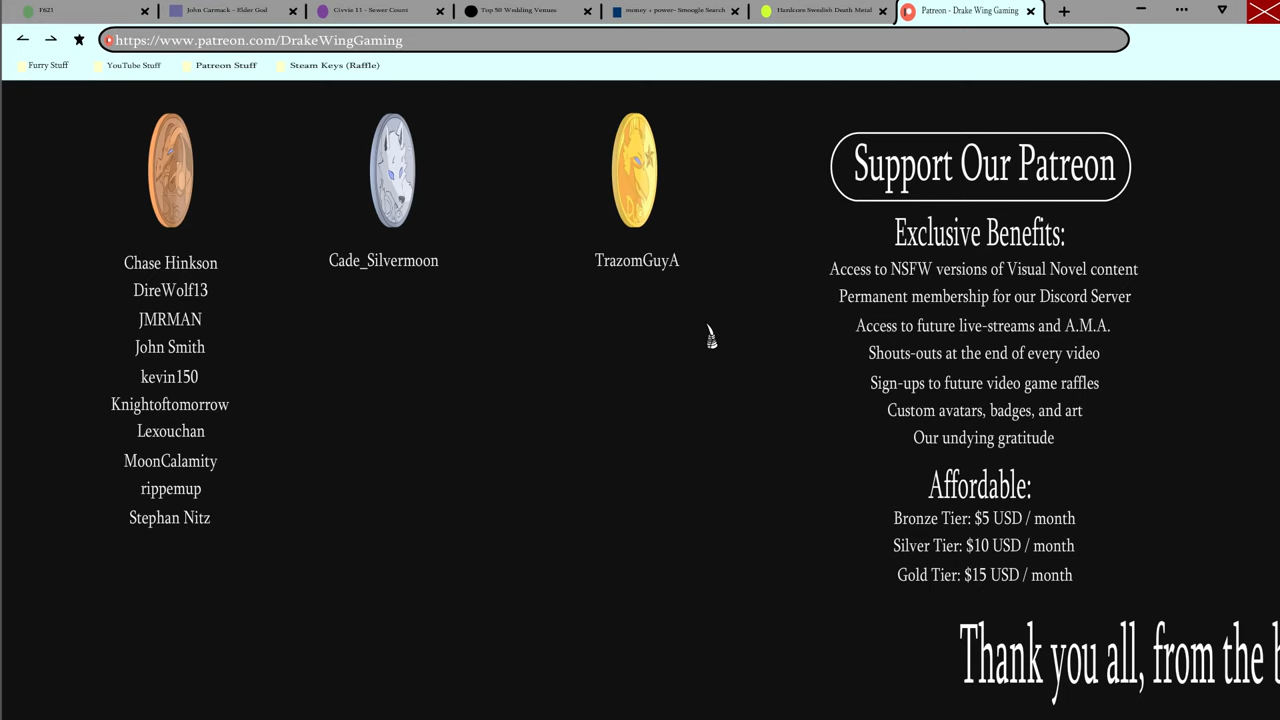 F621
John Carmack - Elder God
Civvie 11 - Sewer Count
Top 50 Wedding Venues
money + power- Smoogle Search
Hardcore Swedish Death Metal
Patreon - Drake Wing Gaming
https://www.patreon.com/DrakeWingGaming
Furry Stuff
YouTube Stuff
Patreon Stuff
Steam Keys (Raffle)
Chase Hinkson
DireWolf13
JMRMAN
John Smith
kevin150
Knightoftomorrow
Lexouchan
MoonCalamity
rippemup
Stephan Nitz
Cade_Silvermoon
TrazomGuyA
Support Our Patreon
Exclusive Benefits:
Access to NSFW versions of Visual Novel content
Permanent membership for our Discord Server
Access to future live-streams and A.M.A.
Shouts-outs at the end of every video
Sign-ups to future video game raffles
Custom avatars, badges, and art
Our undying gratitude
Affordable:
Bronze Tier: $5 USD / month
Silver Tier: $10 USD / month
Gold Tier: $15 USD / month
Thank you all, from the